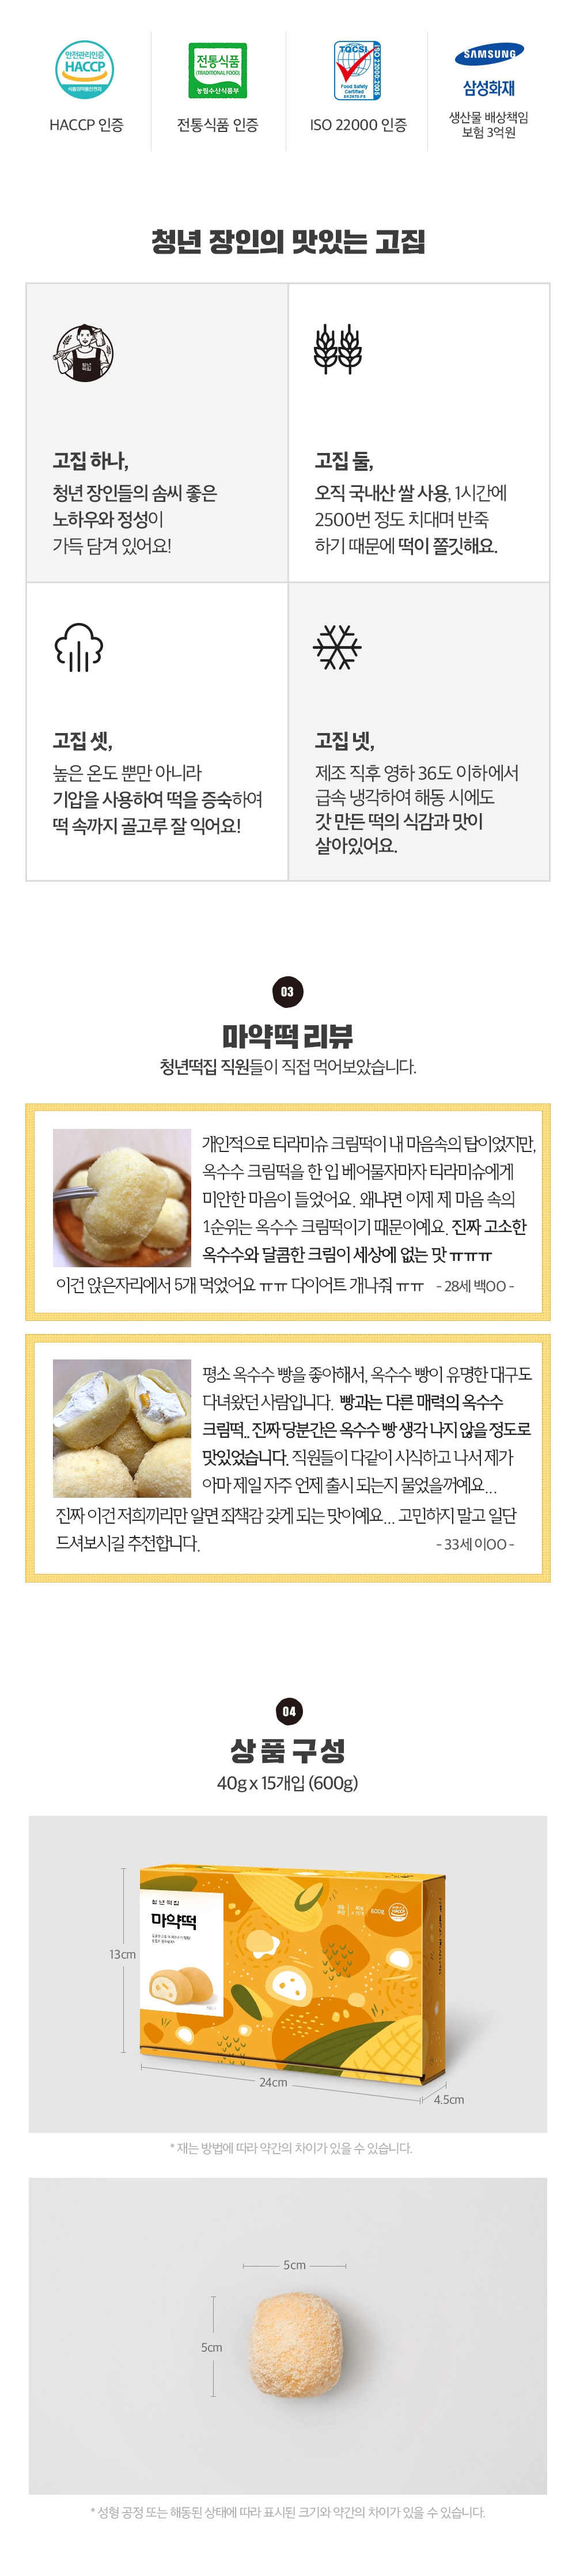 안전관리인증
HACCP
식품의약품안전처
HACCP 인증
전통식품
(TRADITIONAL FOOD)
농림수산식품부
전통식품 인증
TQCSI
ISO 22000:2005
Food Safety
Certified
ISO 22000 인증
SAMSUNG
삼성화재
생산물 배상책임
보험 3억원
청년 장인의 맛있는 고집
고집 하나,
청년 장인들의 솜씨 좋은
노하우와 정성이
가득 담겨 있어요!
고집 둘,
오직 국내산 쌀 사용, 1시간에
2500번 정도 치대며 반죽
하기 때문에 떡이 쫄깃해요.
고집 셋,
높은 온도 뿐만 아니라
기압을 사용하여 떡을 증숙하여
떡 속까지 골고루 잘 익어요!
고집 넷,
제조 직후 영하 36도 이하에서
급속 냉각하여 해동 시에도
갓 만든 떡의 식감과 맛이
살아있어요.
03
마약떡 리뷰
청년떡집 직원들이 직접 먹어보았습니다.
개인적으로 티라미슈 크림떡이 내 마음속의 탑이었지만,
옥수수 크림떡을 한 입 베어물자마자 티라미슈에게
미안한 마음이 들었어요. 왜냐면 이제 제 마음 속의
1순위는 옥수수 크림떡이기 때문이예요. 진짜 고소한
옥수수와 달콤한 크림이 세상에 없는 맛 ㅠㅠㅠ
이건 앉은자리에서 5개 먹었어요 ㅠㅠ 다이어트 개나줘 ㅠㅠ - 28세 백OO -
평소 옥수수 빵을 좋아해서, 옥수수 빵이 유명한 대구도
다녀왔던 사람입니다. 빵과는 다른 매력의 옥수수
크림떡.. 진짜 당분간은 옥수수 빵 생각 나지 않을 정도로
맛있었습니다. 직원들이 다같이 시식하고 나서 제가
아마 제일 자주 언제 출시 되는지 물었을꺼예요...
진짜 이건 저희끼리만 알면 죄책감 갖게 되는 맛이예요... 고민하지 말고 일단
드셔보시길 추천합니다. - 33세 이OO -
04
상품 구성
40g x 15개입 (600g)
청년떡집
마약떡
600g
HACCP
13cm
24cm
4.5cm
* 재는 방법에 따라 약간의 차이가 있을 수 있습니다.
5cm
5cm
* 성형 공정 또는 해동된 상태에 따라 표시된 크기와 약간의 차이가 있을 수 있습니다.